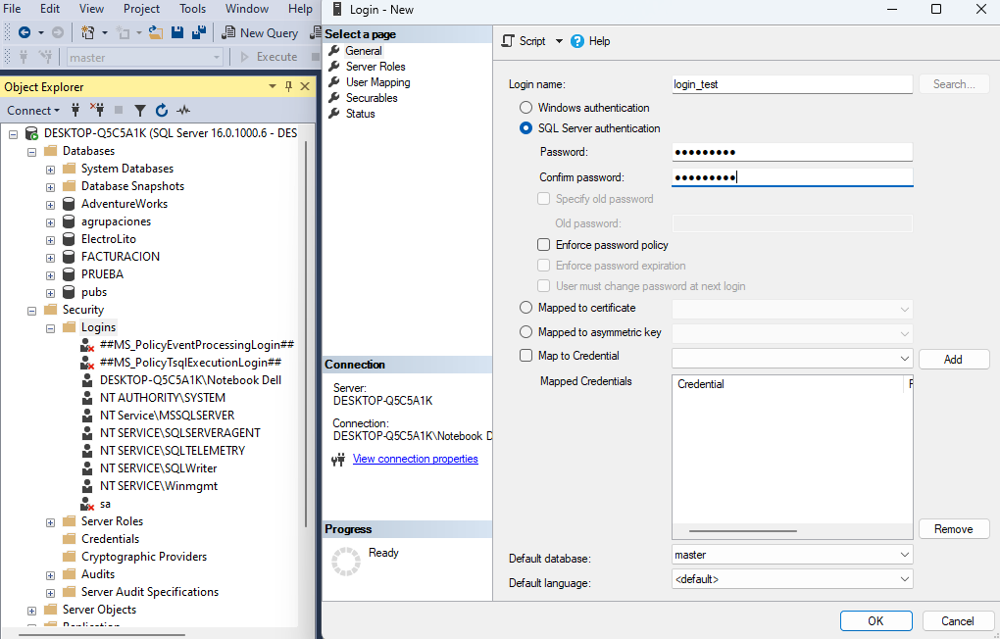 File Edit View Project Tools Window Help
New Query
master
Execute
Object Explorer
Connect
DESKTOP-Q5C5A1K (SQL Server 16.0.1000.6 - DES
Databases
System Databases
Database Snapshots
AdventureWorks
agrupaciones
ElectroLito
FACTURACION
PRUEBA
pubs
Security
Logins
##MS_PolicyEventProcessingLogin##
##MS_PolicyTsqlExecutionLogin##
DESKTOP-Q5C5A1K\Notebook Dell
NT AUTHORITY\SYSTEM
NT Service\MSSQLSERVER
NT SERVICE\SQLSERVERAGENT
NT SERVICE\SQLTELEMETRY
NT SERVICE\SQLWriter
NT SERVICE\Winmgmt
sa
Server Roles
Credentials
Cryptographic Providers
Audits
Server Audit Specifications
Server Objects
Replication
Login - New
Select a page
General
Server Roles
User Mapping
Securables
Status
Connection
Server:
DESKTOP-Q5C5A1K
Connection:
DESKTOP-Q5C5A1K\Notebook D
View connection properties
Progress
Ready
Script Help
Login name: login_test Search...
Windows authentication
SQL Server authentication
Password: ●●●●●●●●●
Confirm password: ●●●●●●●●●
Specify old password
Old password:
Enforce password policy
Enforce password expiration
User must change password at next login
Mapped to certificate
Mapped to asymmetric key
Map to Credential Add
Mapped Credentials Credential
Remove
Default database: master
Default language: <default>
OK Cancel